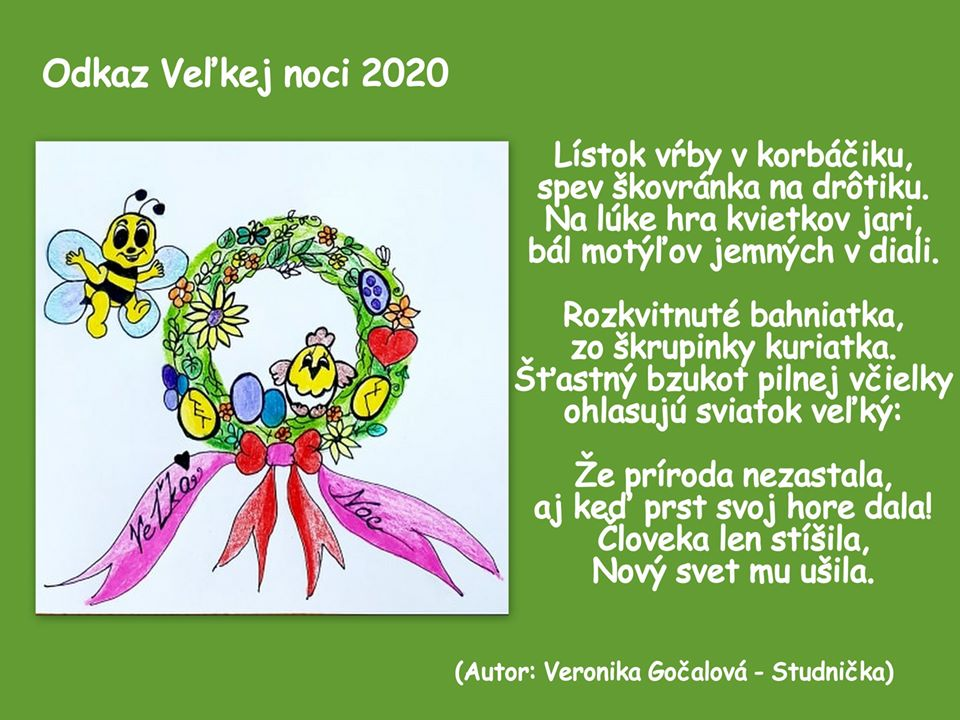 Odkaz Veľkej noci 2020
Lístok vŕby v korbáčiku,
spev škovránka na drôtiku.
Na lúke hra kvietkov jari,
bál motýľov jemných v diali.
Rozkvitnuté bahniatka,
zo škrupinky kuriatka.
Šťastný bzukot pilnej včielky
ohlasujú sviatok veľký:
Že príroda nezastala,
aj keď prst svoj hore dala!
Človeka len stíšila,
Nový svet mu ušila.
Veľká Noc
(Autor: Veronika Gočalová - Studnička)